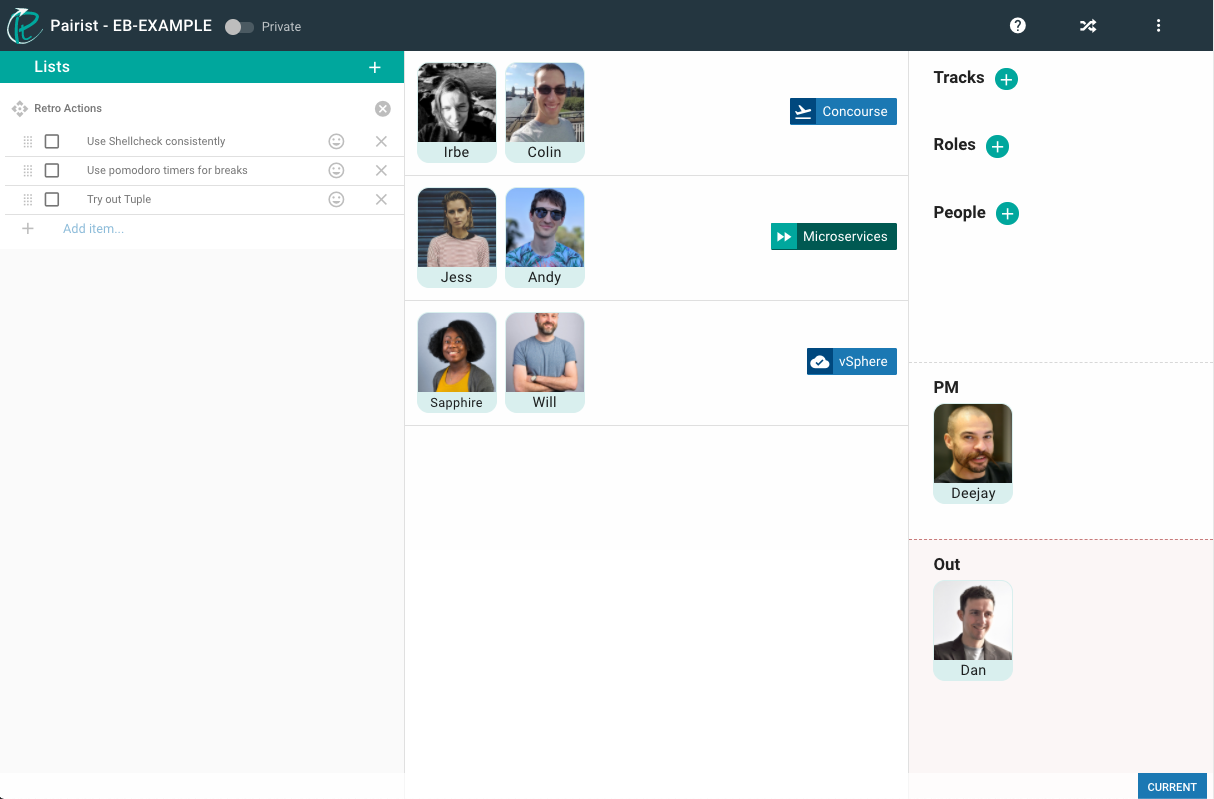 Pairist - EB-EXAMPLE
Private
Lists
Retro Actions
Use Shellcheck consistently
Use pomodoro timers for breaks
Try out Tuple
Add item...
Irbe
Colin
Concourse
Jess
Andy
Microservices
Sapphire
Will
vSphere
Tracks
Roles
People
PM
Deejay
Out
Dan
CURRENT